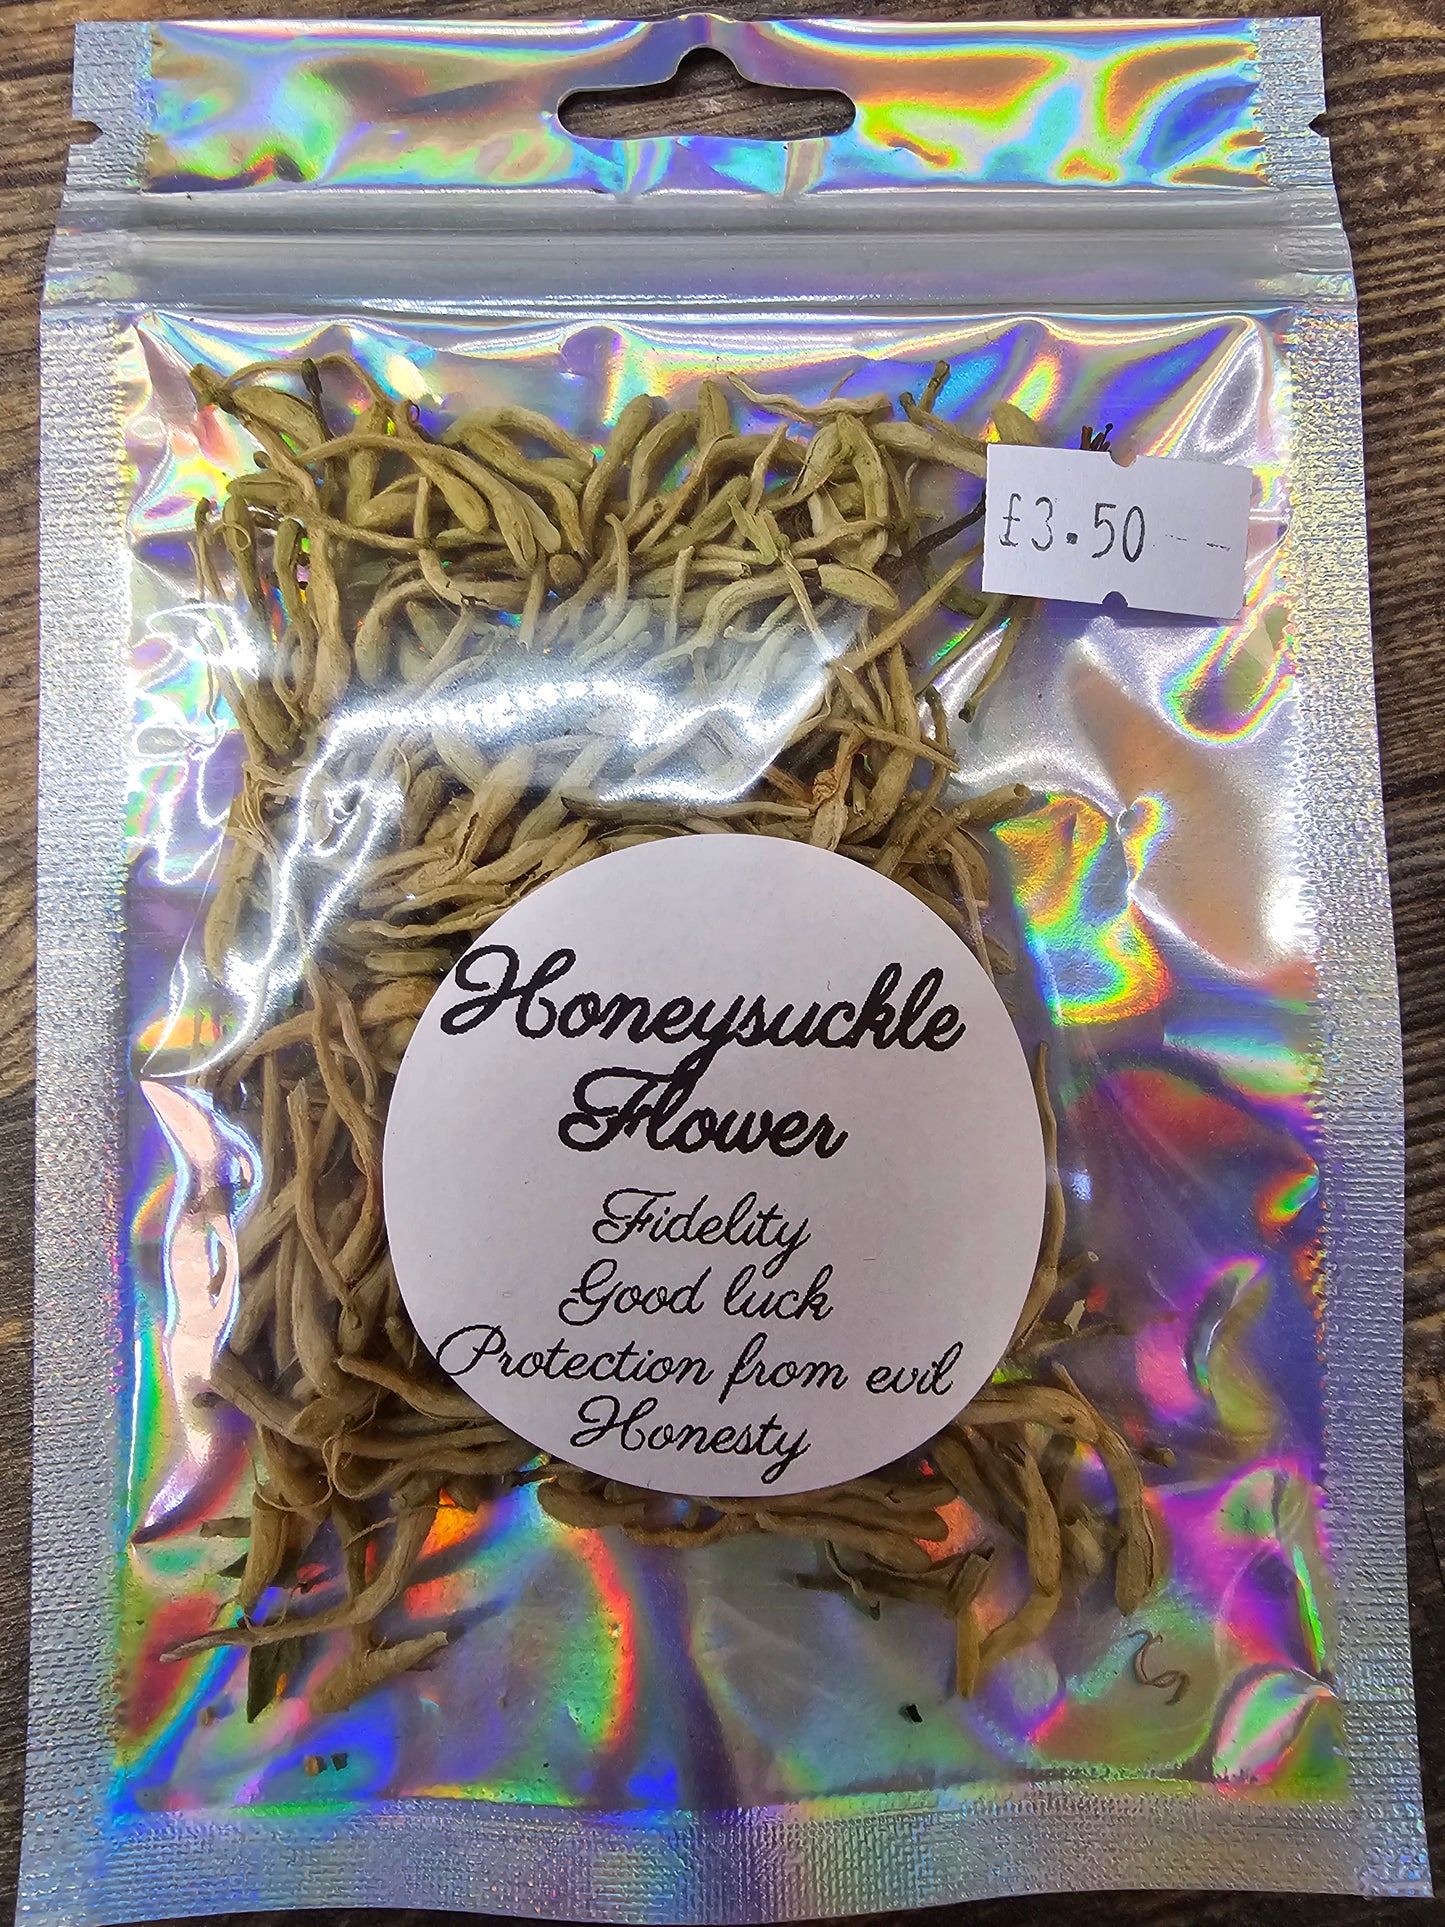 £3.50
Honeysuckle
Flower
Fidelity
Good luck
Protection from evil
Honesty